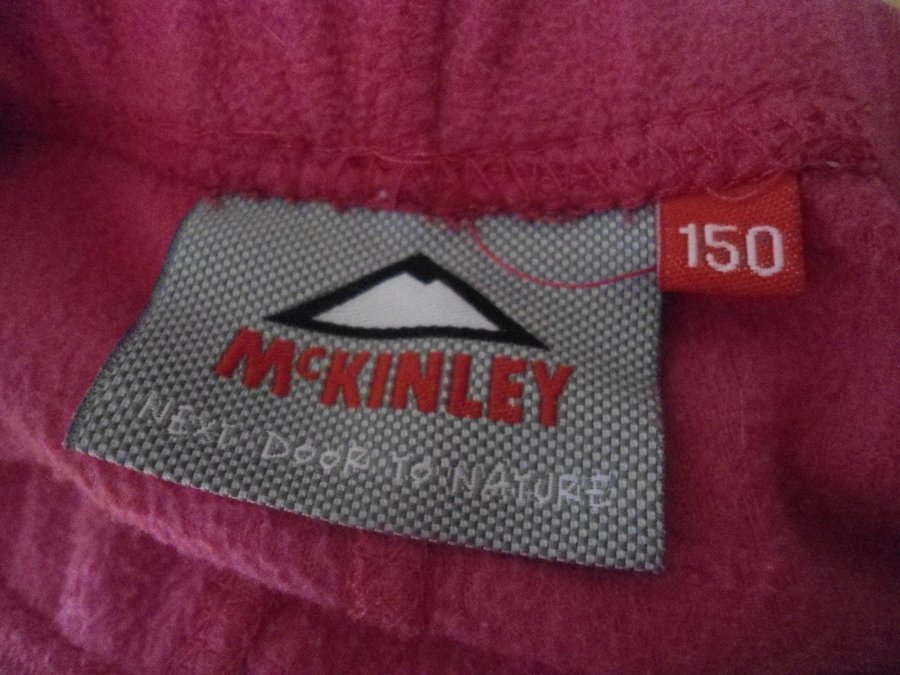 150
McKINLEY
NEXT DOOR TO NATURE